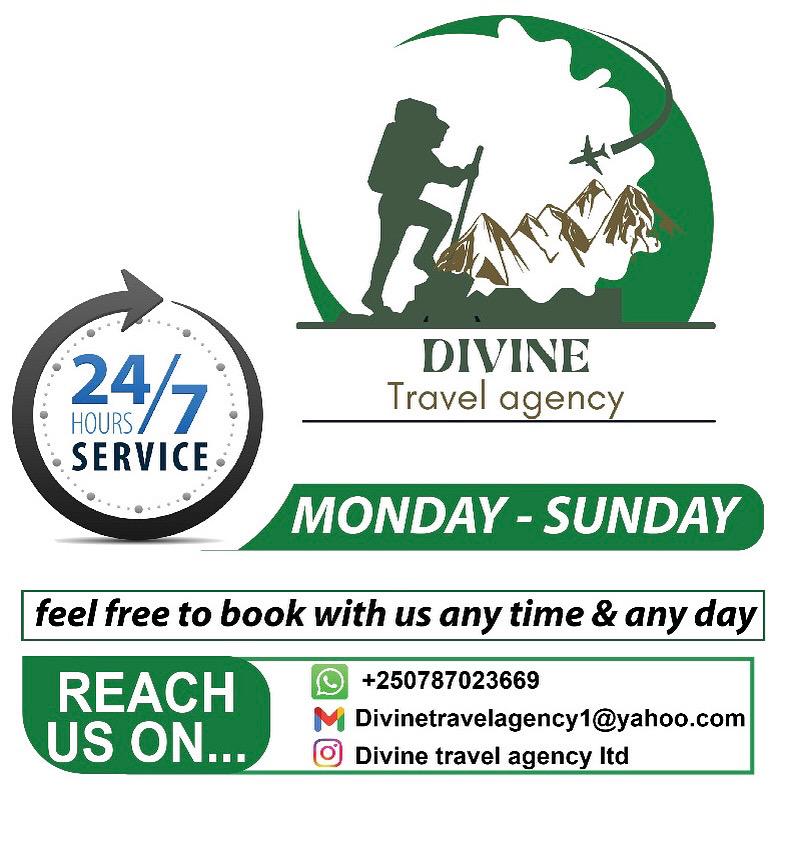 DIVINE
Travel agency
24/7
HOURS
SERVICE
MONDAY - SUNDAY
feel free to book with us any time & any day
REACH
US ON...
+250787023669
Divinetravelagency1@yahoo.com
Divine travel agency ltd